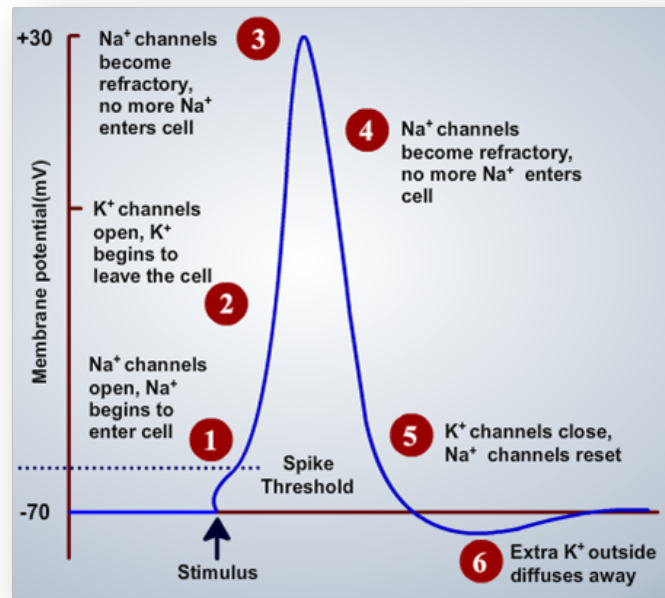 +30
Na⁺ channels
become
refractory,
no more Na⁺
enters cell
3
4
Na⁺ channels
become refractory,
no more Na⁺ enters
cell
Membrane potential(mV)
K⁺ channels
open, K⁺
begins to
leave the cell
2
Na⁺ channels
open, Na⁺
begins to
enter cell
1
5
K⁺ channels close,
Na⁺ channels reset
Spike
Threshold
-70
Stimulus
6
Extra K⁺ outside
diffuses away